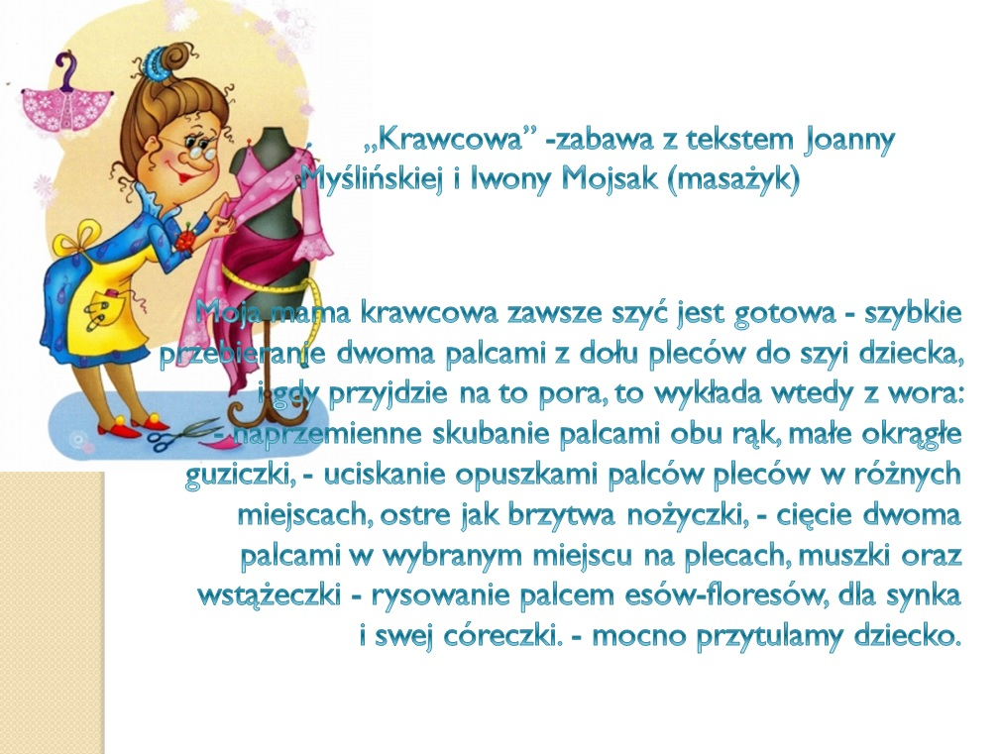 „Krawcowa” -zabawa z tekstem Joanny
Myślińskiej i Iwony Mojsak (masażyk)
Moja mama krawcowa zawsze szyć jest gotowa - szybkie
przebieranie dwoma palcami z dołu pleców do szyi dziecka,
i gdy przyjdzie na to pora, to wykłada wtedy z wora:
- naprzemienne skubanie palcami obu rąk, małe okrągłe
guziczki, - uciskanie opuszkami palców pleców w różnych
miejscach, ostre jak brzytwa nożyczki, - cięcie dwoma
palcami w wybranym miejscu na plecach, muszki oraz
wstążeczki - rysowanie palcem esów-floresów, dla synka
i swej córeczki. - mocno przytulamy dziecko.